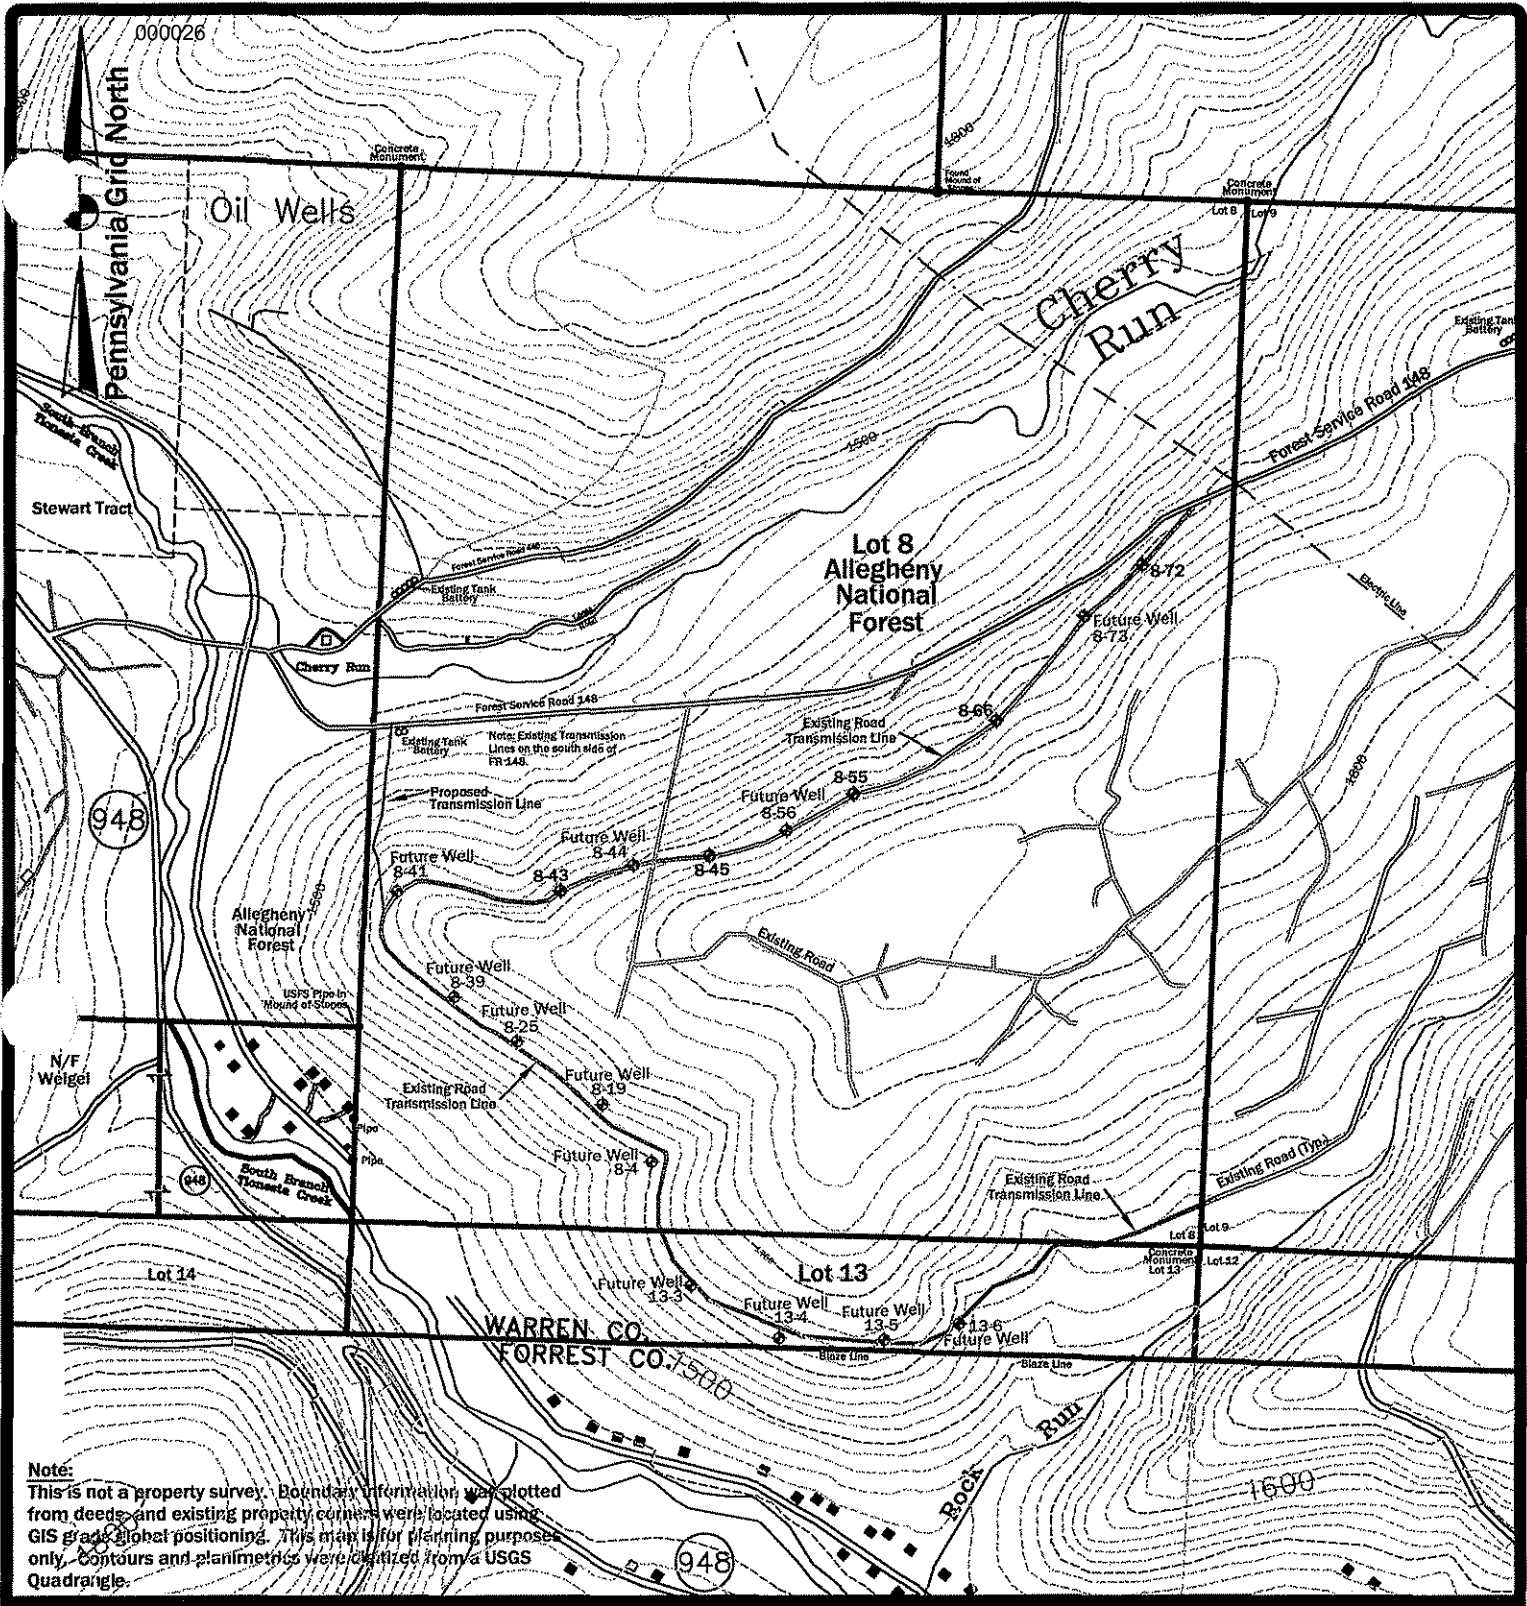 000026
Pennsylvania Grid North
Oil Wells
Concrete
Monument
1800
Found
Mound of
Stones
Concrete
Monument
Lot 8
Lot 9
Cherry
Run
Existing Tank
Battery
Forest Service Road 148
South Branch
Tionesta Creek
Stewart Tract
1500
Lot 8
Allegheny
National
Forest
Existing Tank
Battery
Cherry Run
8-72
Electric Line
Future Well
8-73
Forest Service Road 148
Existing Tank
Battery
Note: Existing Transmission
Lines on the south side of
FR 148.
8-66
Existing Road
Transmission Line
8-55
1800
Proposed
Transmission Line
948
Future Well
8-56
Future Well
8-44
8-45
Future Well
8-41
8-43
1500
Allegheny
National
Forest
Existing Road
Future Well
8-39
USFS Pipe in
Mound of Stones
Future Well
8-25
N/F
Weigel
Future Well
8-19
Existing Road
Transmission Line
Pipe
Pipe
Future Well
8-4
948
South Branch
Tionesta Creek
Existing Road
Transmission Line
Existing Road (Typ.)
Lot 8
Lot 9
Concrete
Monument
Lot 13
Lot 12
Lot 14
Lot 13
Future Well
13-3
Future Well
13-4
Future Well
13-5
13-6
Future Well
WARREN CO.
FORREST CO.
1500
Blaze Line
Blaze Line
Rock Run
1600
948
Note:
This is not a property survey. Boundary information was plotted
from deeds and existing property corners were located using
GIS grade global positioning. This map is for planning purposes
only. Contours and planimetrics were digitized from a USGS
Quadrangle.